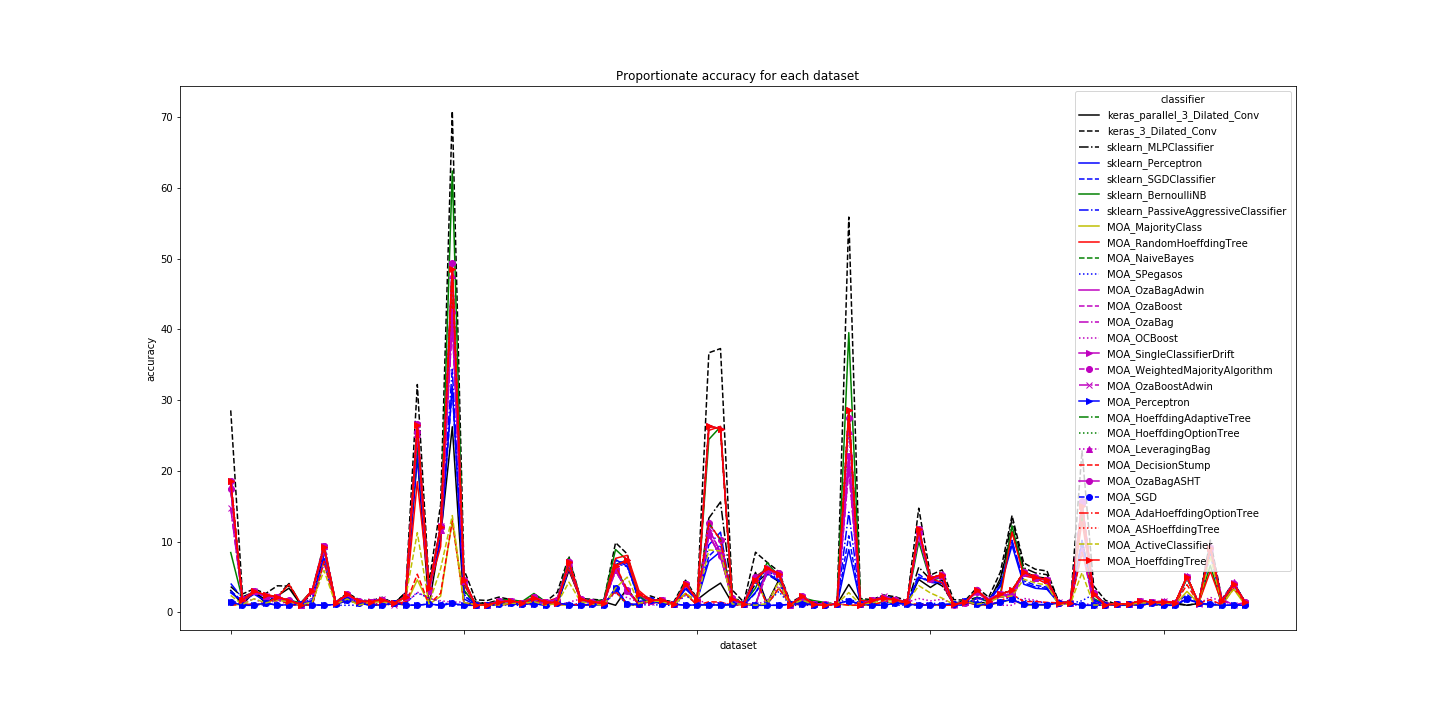 Proportionate accuracy for each dataset
70
60
50
40
30
20
10
0
accuracy
dataset
classifier
keras_parallel_3_Dilated_Conv
keras_3_Dilated_Conv
sklearn_MLPClassifier
sklearn_Perceptron
sklearn_SGDClassifier
sklearn_BernoulliNB
sklearn_PassiveAggressiveClassifier
MOA_MajorityClass
MOA_RandomHoeffdingTree
MOA_NaiveBayes
MOA_SPegasos
MOA_OzaBagAdwin
MOA_OzaBoost
MOA_OzaBag
MOA_OCBoost
MOA_SingleClassifierDrift
MOA_WeightedMajorityAlgorithm
MOA_OzaBoostAdwin
MOA_Perceptron
MOA_HoeffdingAdaptiveTree
MOA_HoeffdingOptionTree
MOA_LeveragingBag
MOA_DecisionStump
MOA_OzaBagASHT
MOA_SGD
MOA_AdaHoeffdingOptionTree
MOA_ASHoeffdingTree
MOA_ActiveClassifier
MOA_HoeffdingTree